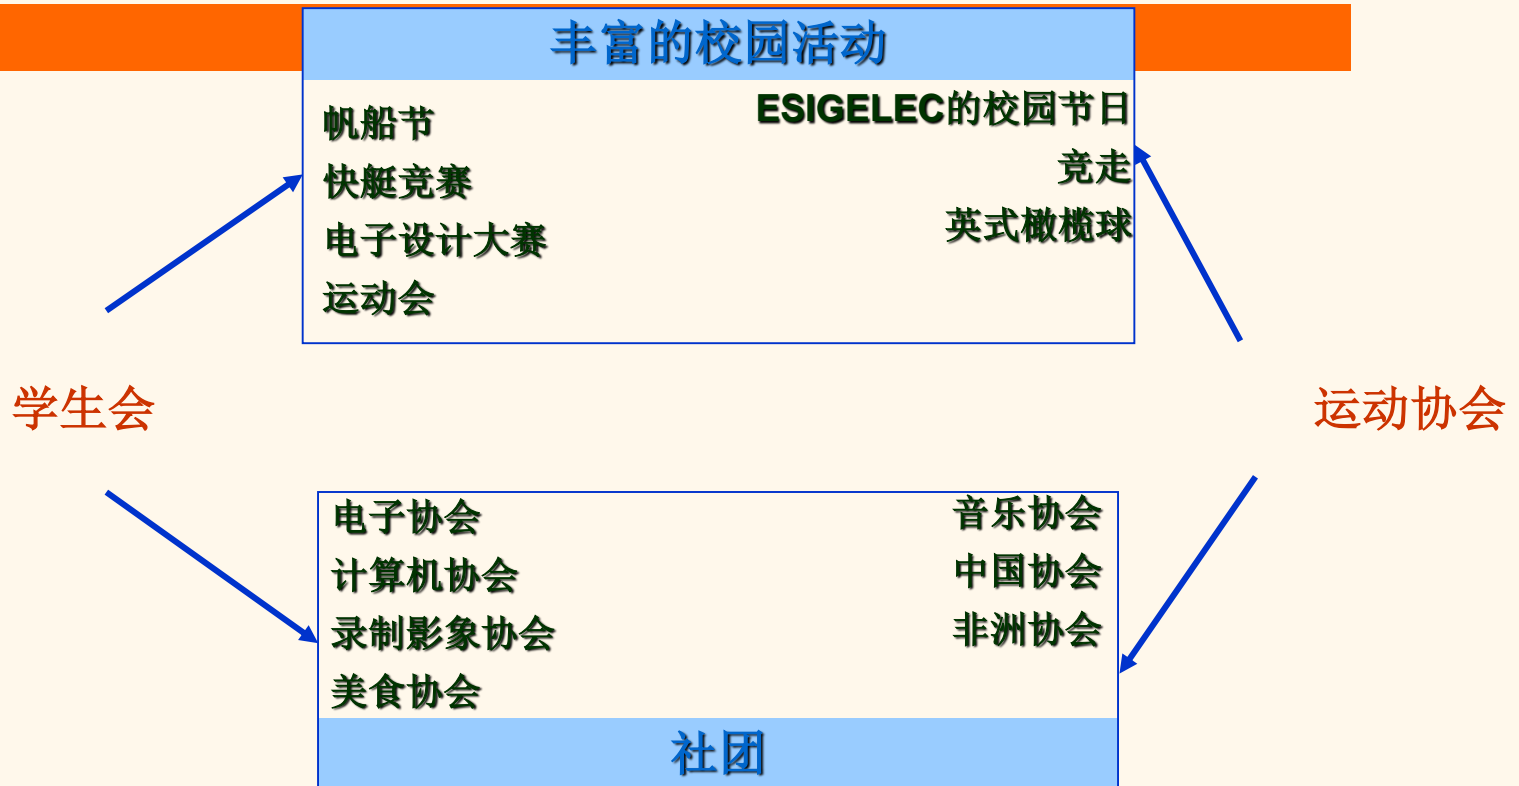 丰富的校园活动
帆船节
快艇竞赛
电子设计大赛
运动会
ESIGELEC的校园节日
竞走
英式橄榄球
学生会
运动协会
电子协会
计算机协会
录制影象协会
美食协会
音乐协会
中国协会
非洲协会
社团